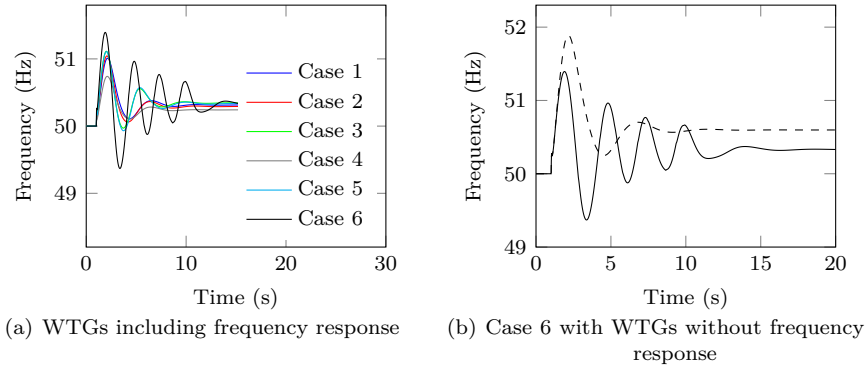 51
50
49
Frequency (Hz)
0
10
20
30
Time (s)
Case 1
Case 2
Case 3
Case 4
Case 5
Case 6
(a) WTGs including frequency response
52
51
50
49
Frequency (Hz)
0
5
10
15
20
Time (s)
(b) Case 6 with WTGs without frequency
response